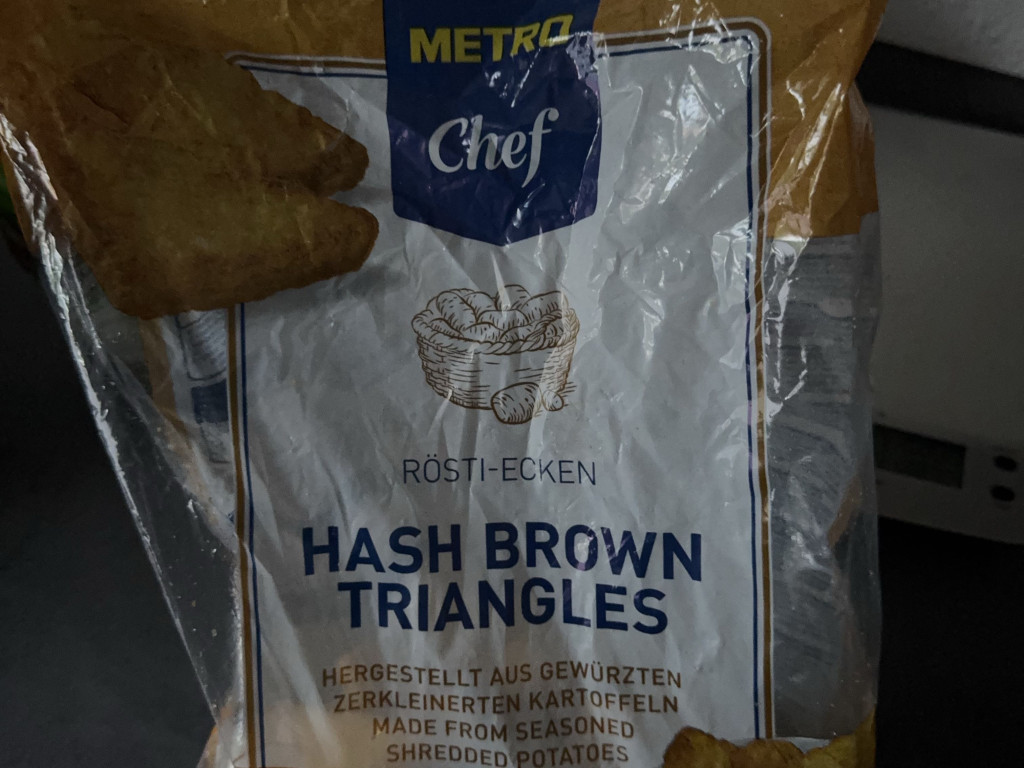 METRO
Chef
RÖSTI-ECKEN
HASH BROWN
TRIANGLES
HERGESTELLT AUS GEWÜRZTEN
ZERKLEINERTEN KARTOFFELN
MADE FROM SEASONED
SHREDDED POTATOES